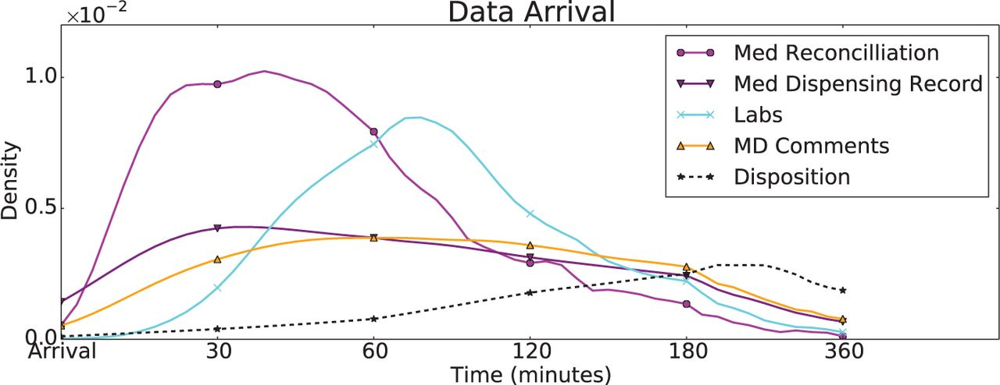 Data Arrival
×10⁻²
1.0
0.5
0.0
Density
Arrival 30 60 120 180 360
Time (minutes)
Med Reconcilliation
Med Dispensing Record
Labs
MD Comments
Disposition